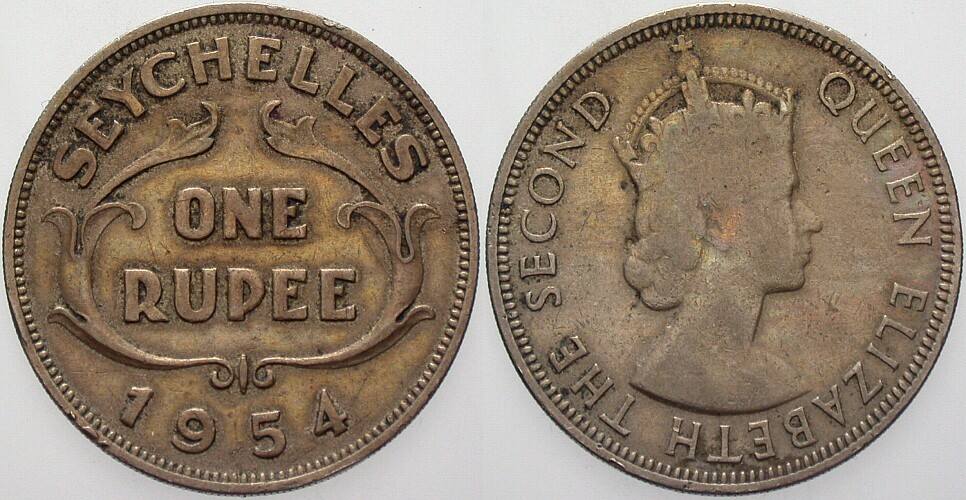 SEYCHELLES
ONE
RUPEE
1954
QUEEN ELIZABETH THE SECOND